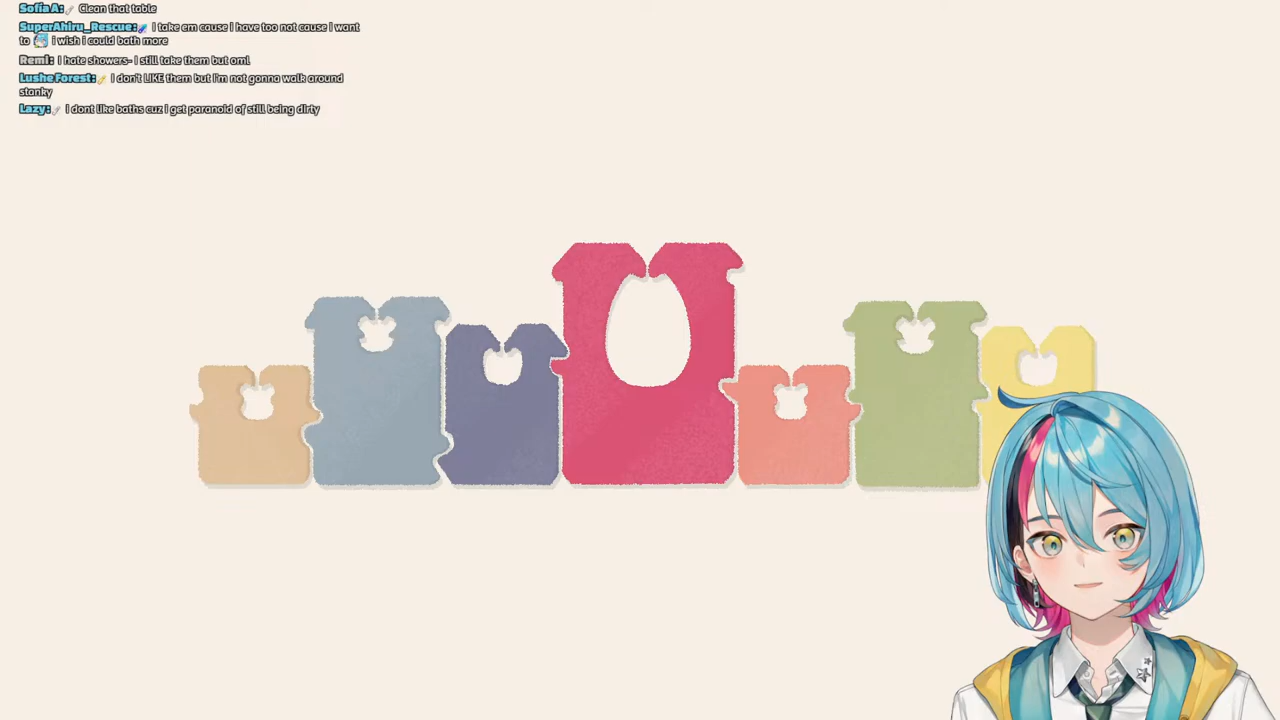 SofíaA: Clean that table
SuperAhiru_Rescue: I take em cause i have too not cause I want
to i wish i could bath more
Remi: I hate showers- I still take them but omL
LusheForest: I don't LIKE them but I'm not gonna walk around
stanky
Lazy: I dont like baths cuz I get paranoid of still being dirty